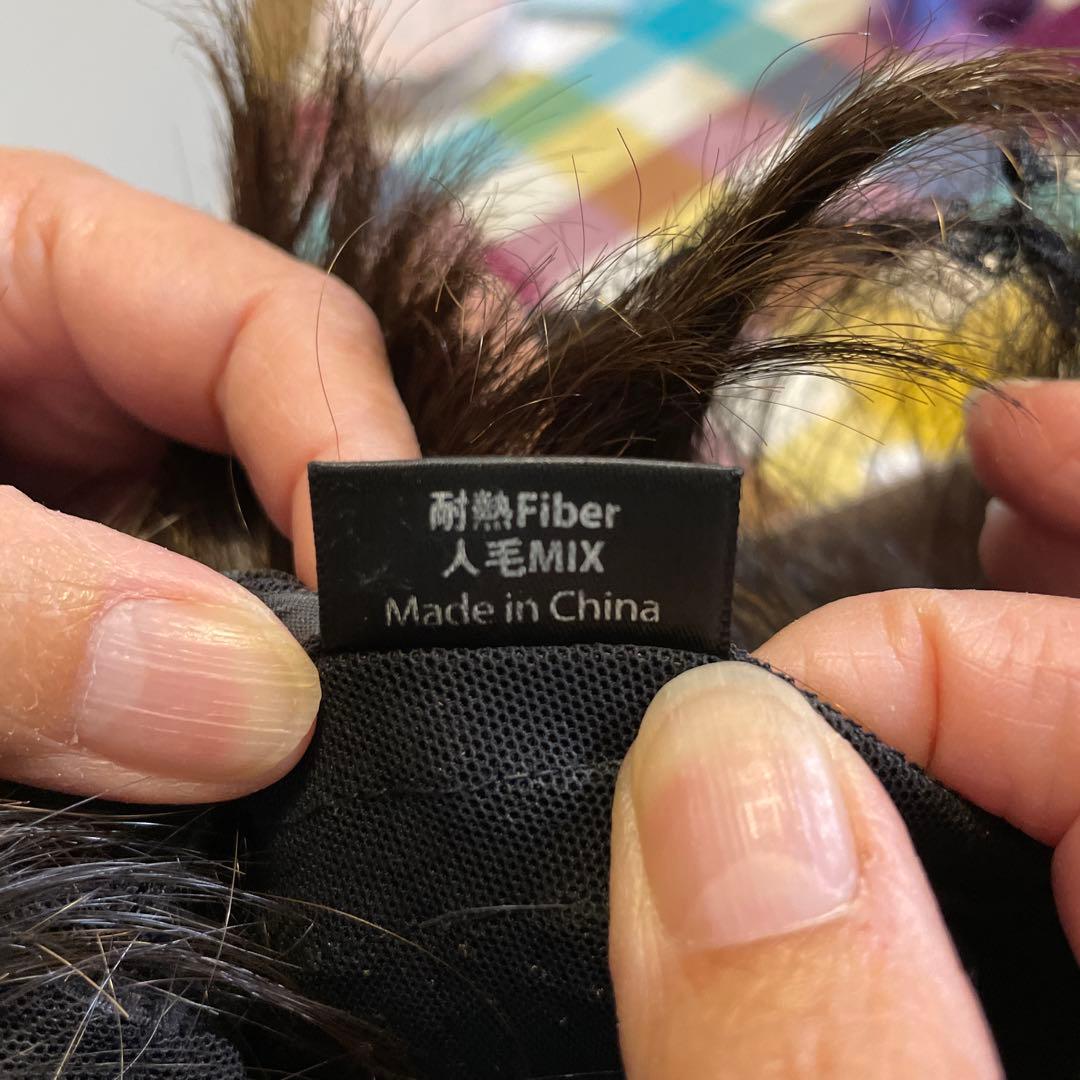 耐熱Fiber
人毛MIX
Made in China